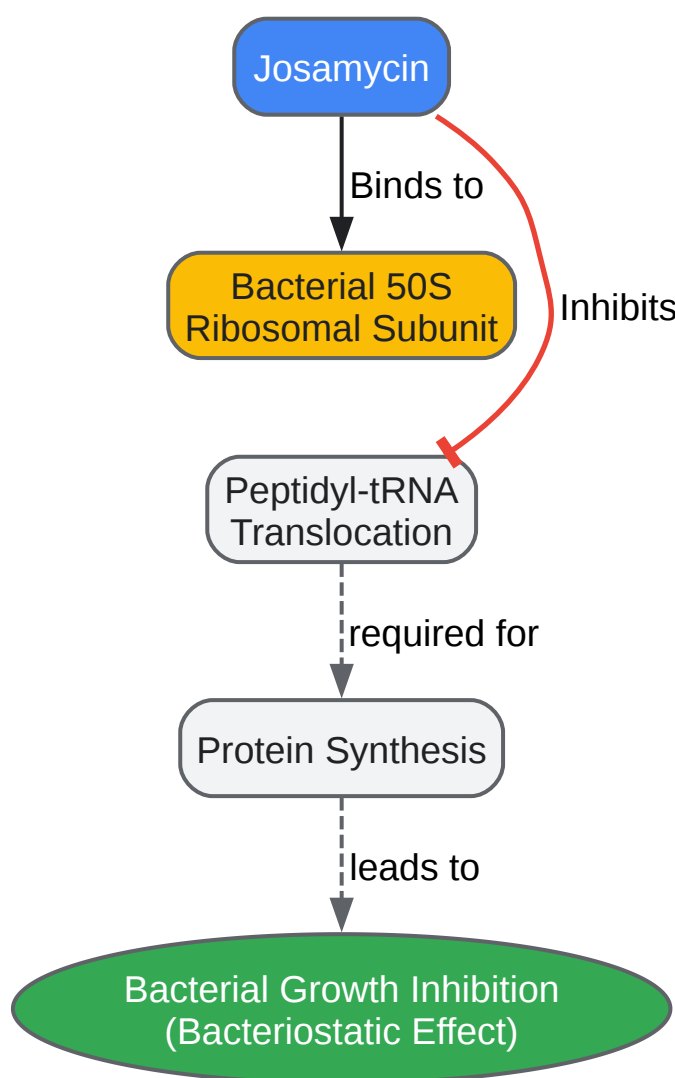 Josamycin
Binds to
Bacterial 50S
Ribosomal Subunit
Inhibits
Peptidyl-tRNA
Translocation
required for
Protein Synthesis
leads to
Bacterial Growth Inhibition
(Bacteriostatic Effect)